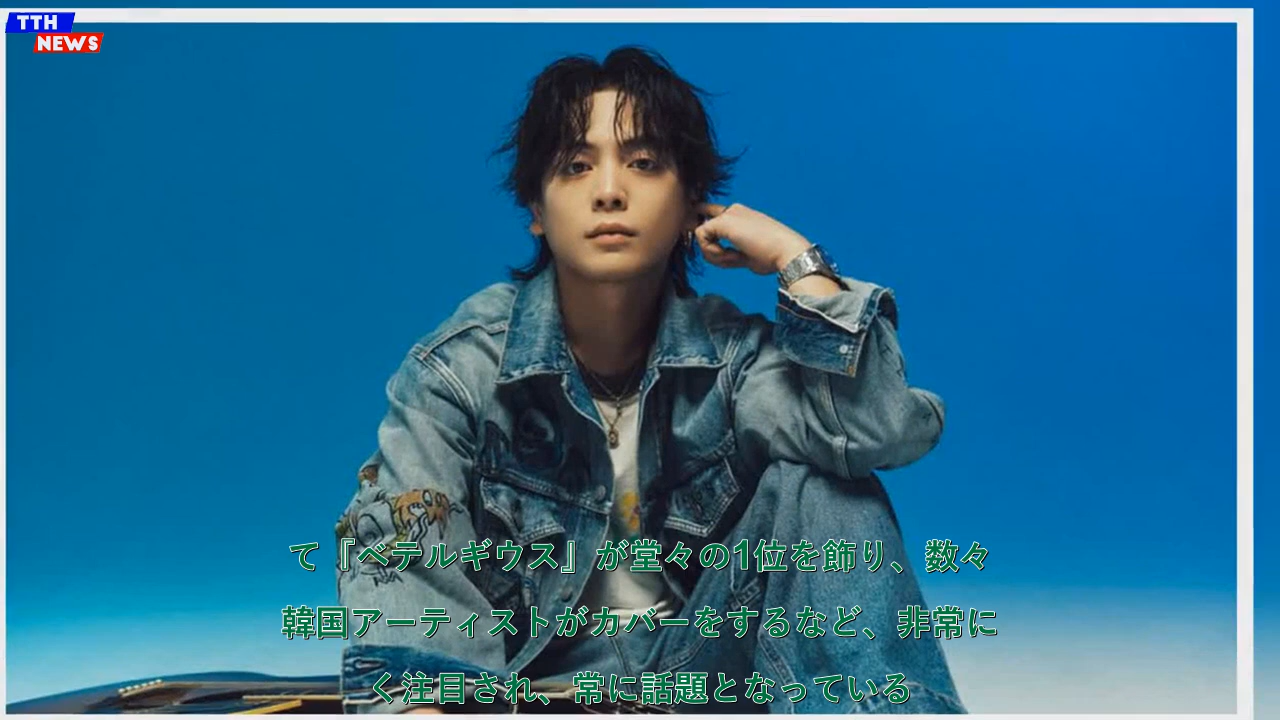 TTH
NEWS
て『ベテルギウス』が堂々の1位を飾り、数々
韓国アーティストがカバーをするなど、非常に
く注目され、常に話題となっている